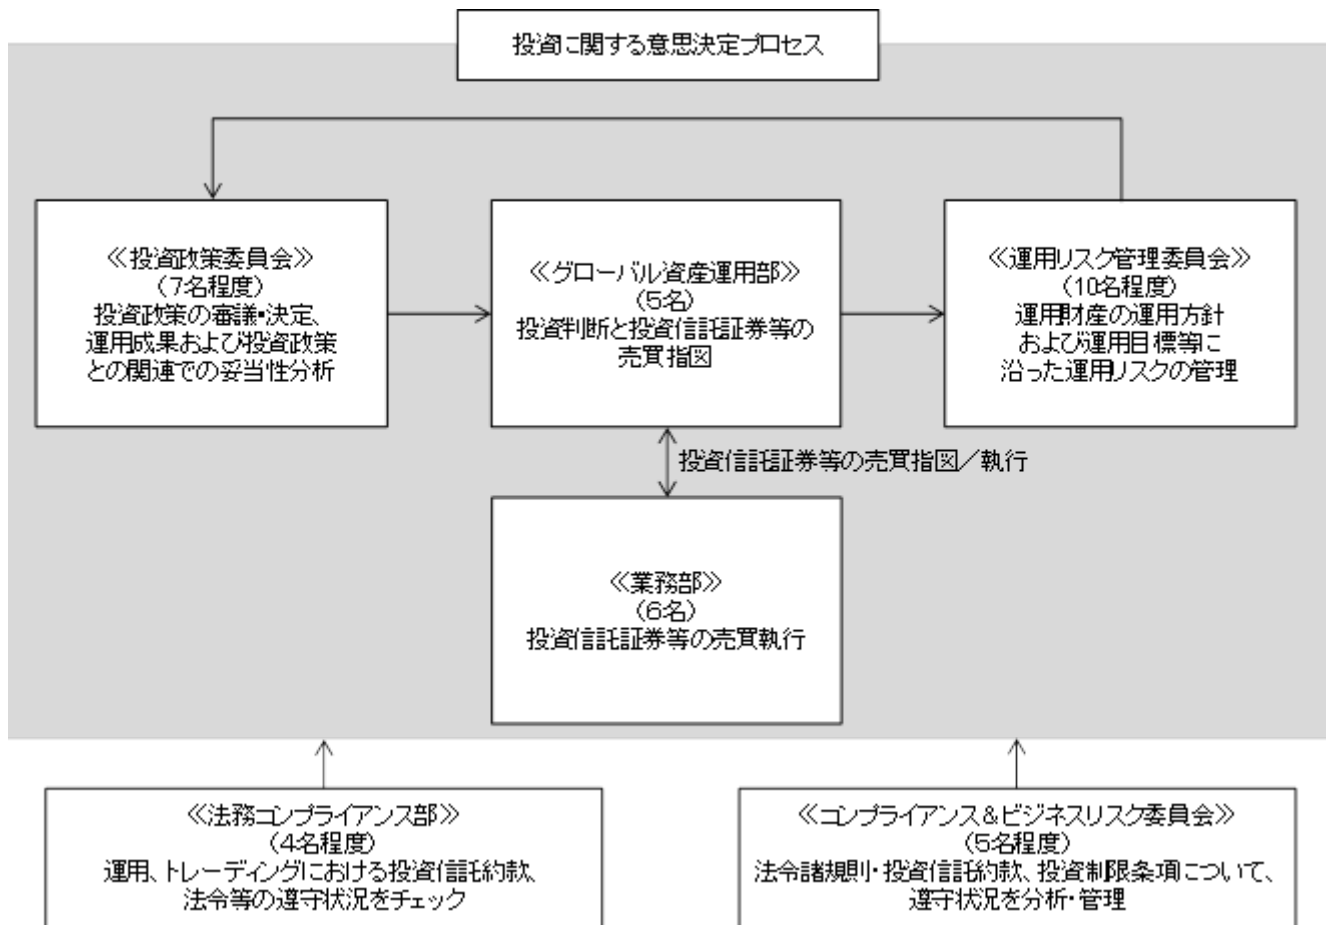 投資に関する意思決定プロセス
≪投資政策委員会≫
(7名程度)
投資政策の審議・決定、
運用成果および投資政策
との関連での妥当性分析
≪グローバル資産運用部≫
(5名)
投資判断と投資信託証券等の
売買指図
≪運用リスク管理委員会≫
(10名程度)
運用財産の運用方針
および運用目標等に
沿った運用リスクの管理
投資信託証券等の売買指図／執行
≪業務部≫
(6名)
投資信託証券等の売買執行
≪法務コンプライアンス部≫
(4名程度)
運用、トレーディングにおける投資信託約款、
法令等の遵守状況をチェック
≪コンプライアンス＆ビジネスリスク委員会≫
(5名程度)
法令諸規則・投資信託約款、投資制限条項について、
遵守状況を分析・管理